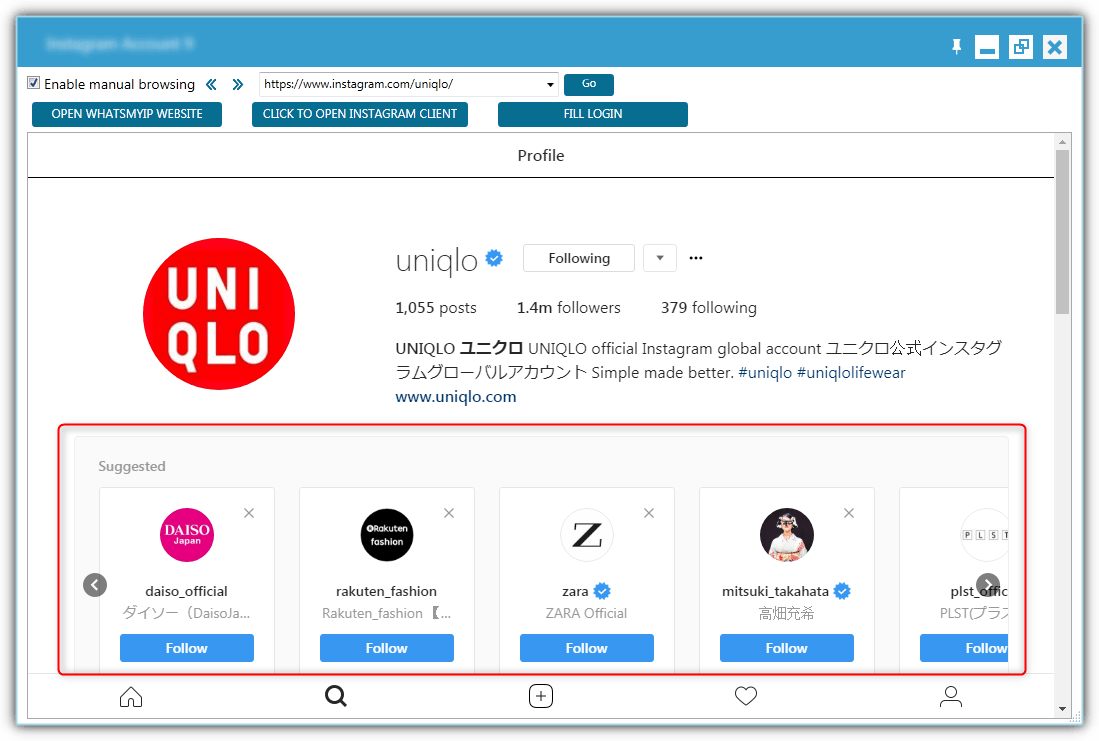 Instagram Account 9
Enable manual browsing
https://www.instagram.com/uniqlo/
Go
OPEN WHATSMYIP WEBSITE
CLICK TO OPEN INSTAGRAM CLIENT
FILL LOGIN
Profile
UNI
QLO
uniqlo
Following
1,055 posts
1.4m followers
379 following
UNIQLO ユニクロ UNIQLO official Instagram global account ユニクロ公式インスタグ
ラムグローバルアカウント Simple made better. #uniqlo #uniqlolifewear
www.uniqlo.com
Suggested
DAISO
Japan
daiso_official
ダイソー（DaisoJa...
Follow
Rakuten
fashion
rakuten_fashion
Rakuten_fashion 【...
Follow
Z
zara
ZARA Official
Follow
mitsuki_takahata
高畑充希
Follow
PLST
plst_offic
PLST(プラス
Follow